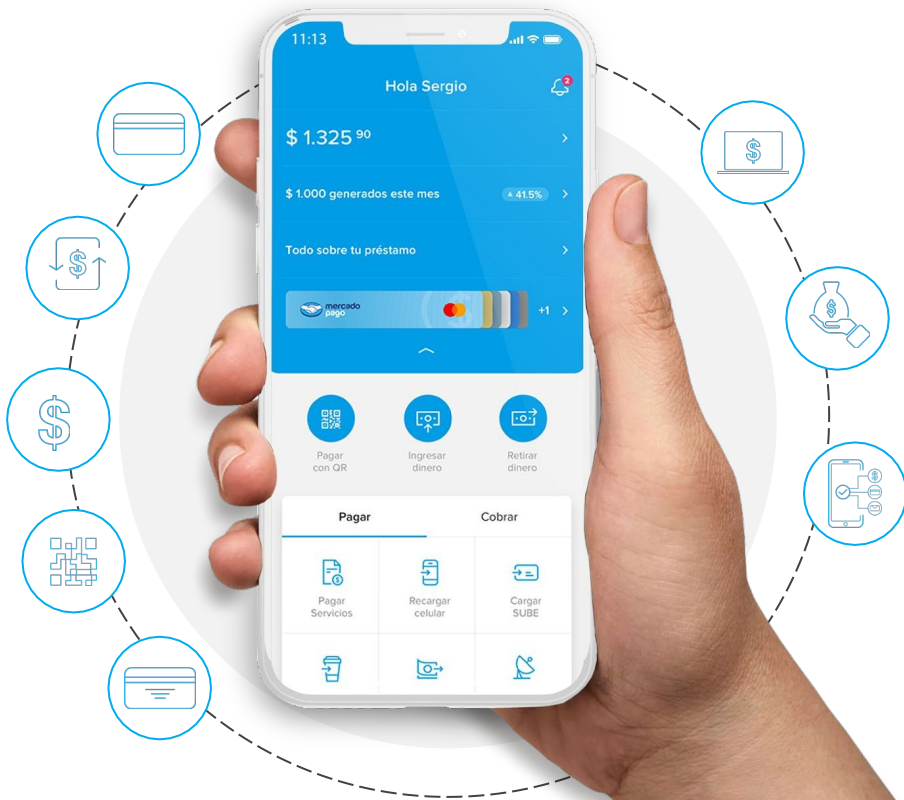 11:13
Hola Sergio
2
$ 1.325 90
$ 1.000 generados este mes
41.5%
Todo sobre tu préstamo
mercado
pago
+1
Pagar
con QR
Ingresar
dinero
Retirar
dinero
Pagar
Cobrar
Pagar
Servicios
Recargar
celular
Cargar
SUBE
$
$
$
$
$